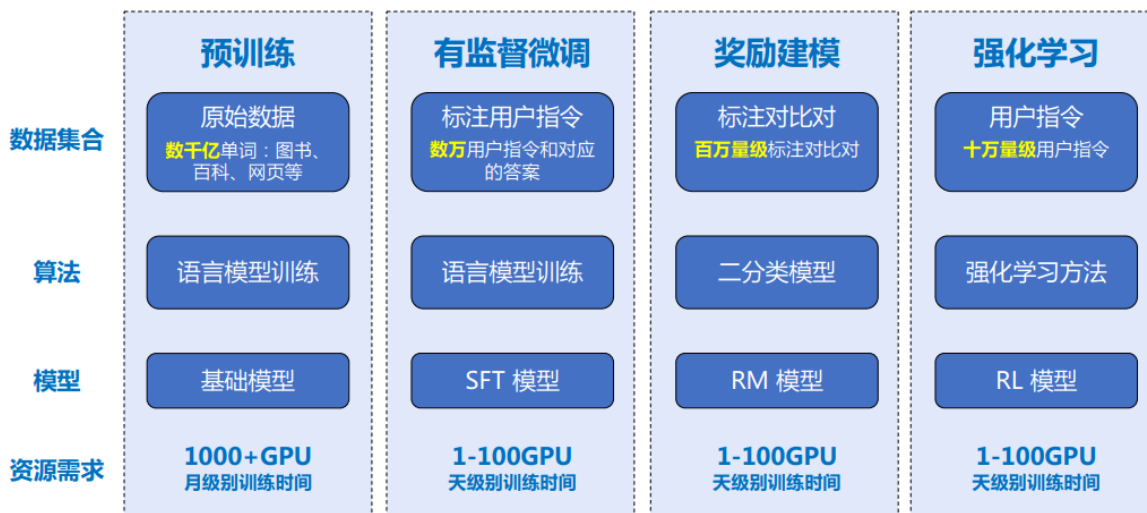 预训练
有监督微调
奖励建模
强化学习
数据集合
原始数据
数千亿单词：图书、
百科、网页等
标注用户指令
数万用户指令和对应
的答案
标注对比对
百万量级标注对比对
用户指令
十万量级用户指令
算法
语言模型训练
语言模型训练
二分类模型
强化学习方法
模型
基础模型
SFT 模型
RM 模型
RL 模型
资源需求
1000+GPU
月级别训练时间
1-100GPU
天级别训练时间
1-100GPU
天级别训练时间
1-100GPU
天级别训练时间